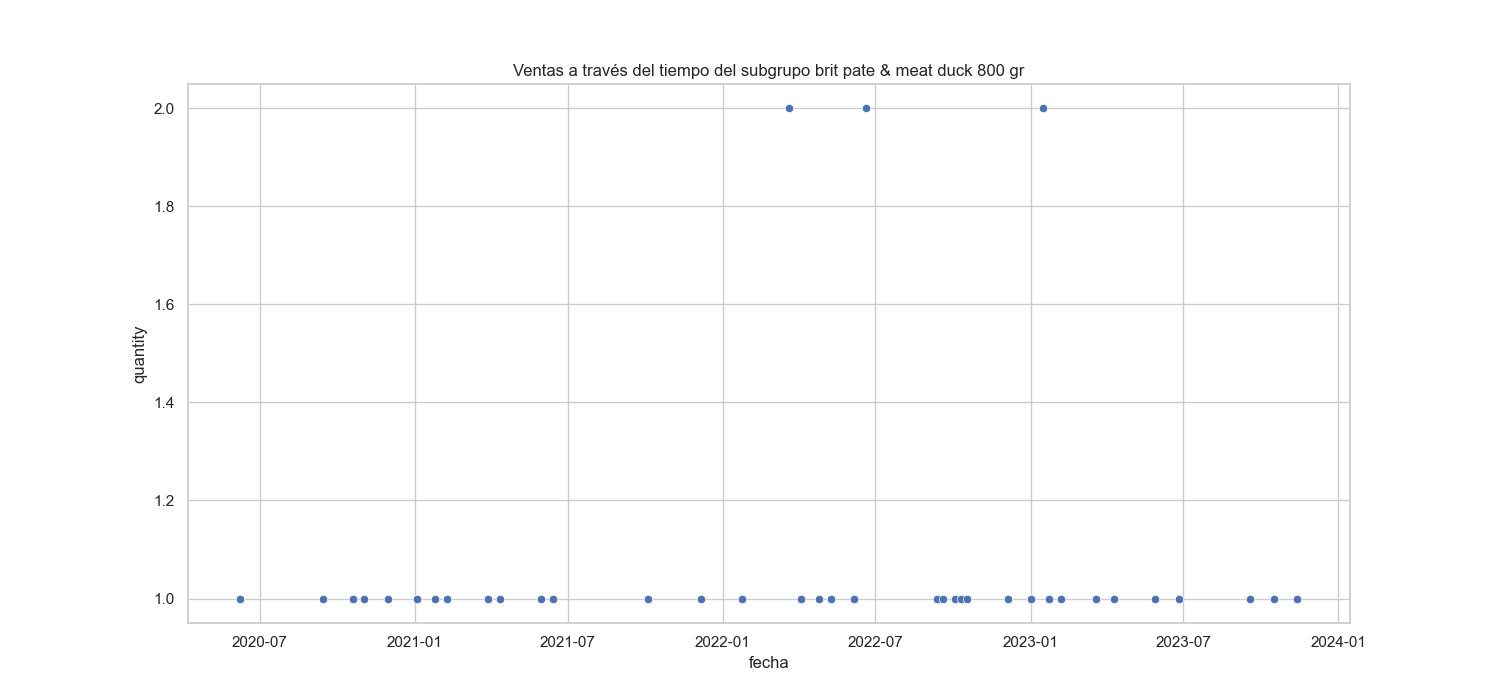 Ventas a través del tiempo del subgrupo brit pate & meat duck 800 gr
2.0
1.8
1.6
1.4
1.2
1.0
quantity
2020-07 2021-01 2021-07 2022-01 2022-07 2023-01 2023-07 2024-01
fecha